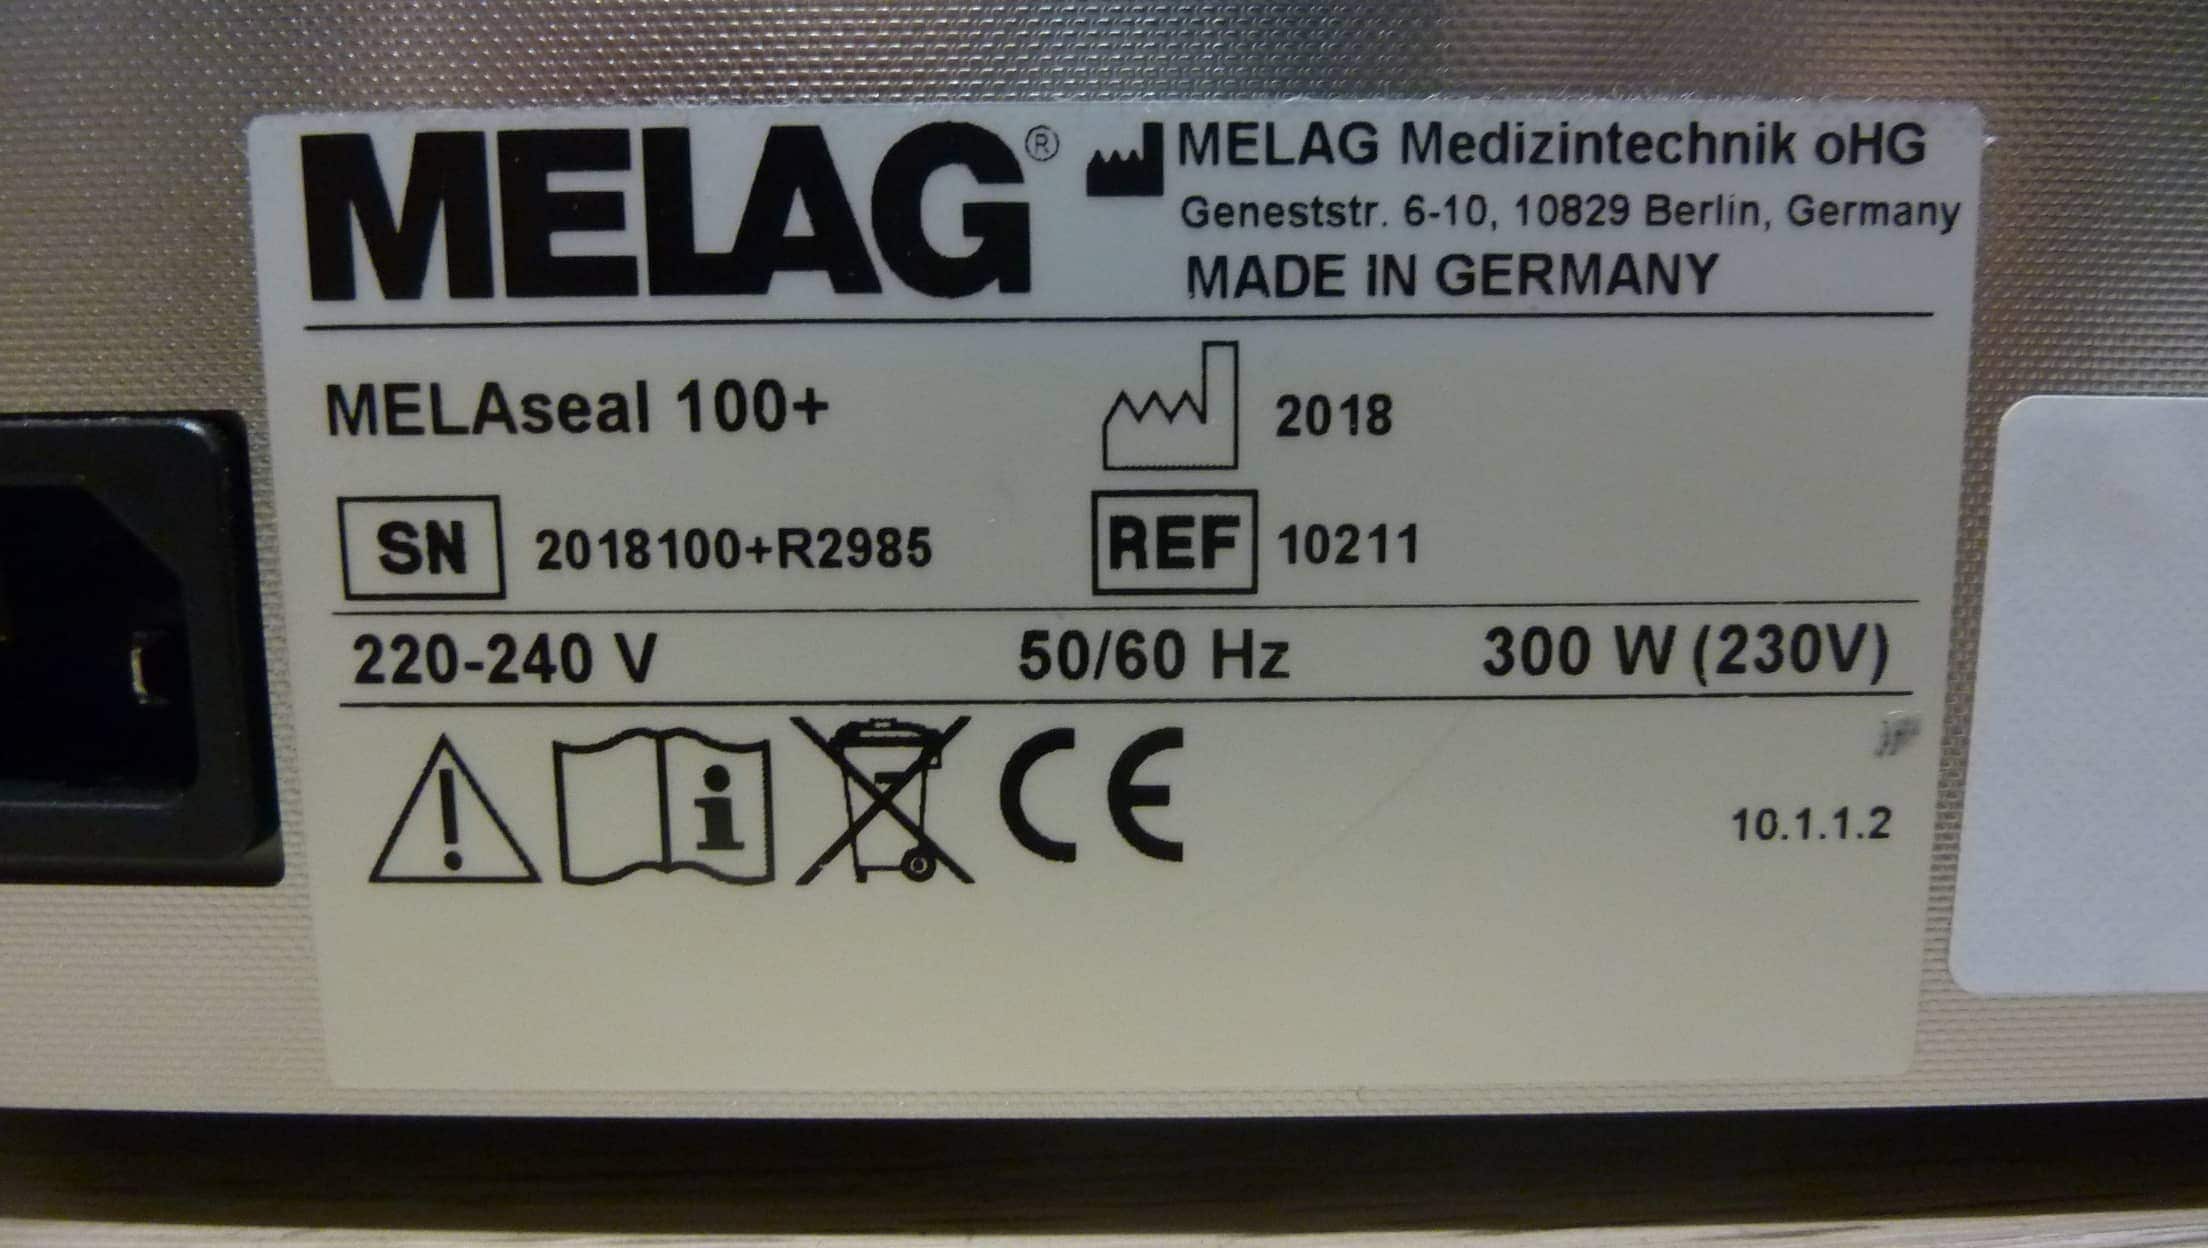 MELAG® MELAG Medizintechnik oHG
Geneststr. 6-10, 10829 Berlin, Germany
MADE IN GERMANY
MELAseal 100+ 2018
SN 2018100+R2985 REF 10211
220-240 V 50/60 Hz 300 W (230V)
CE
10.1.1.2